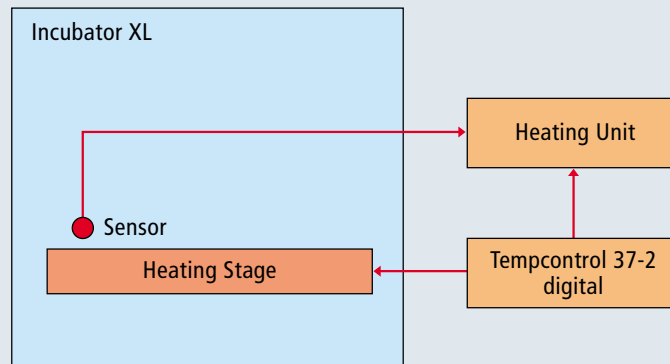 Incubator XL
Heating Unit
Sensor
Heating Stage
Tempcontrol 37-2
digital